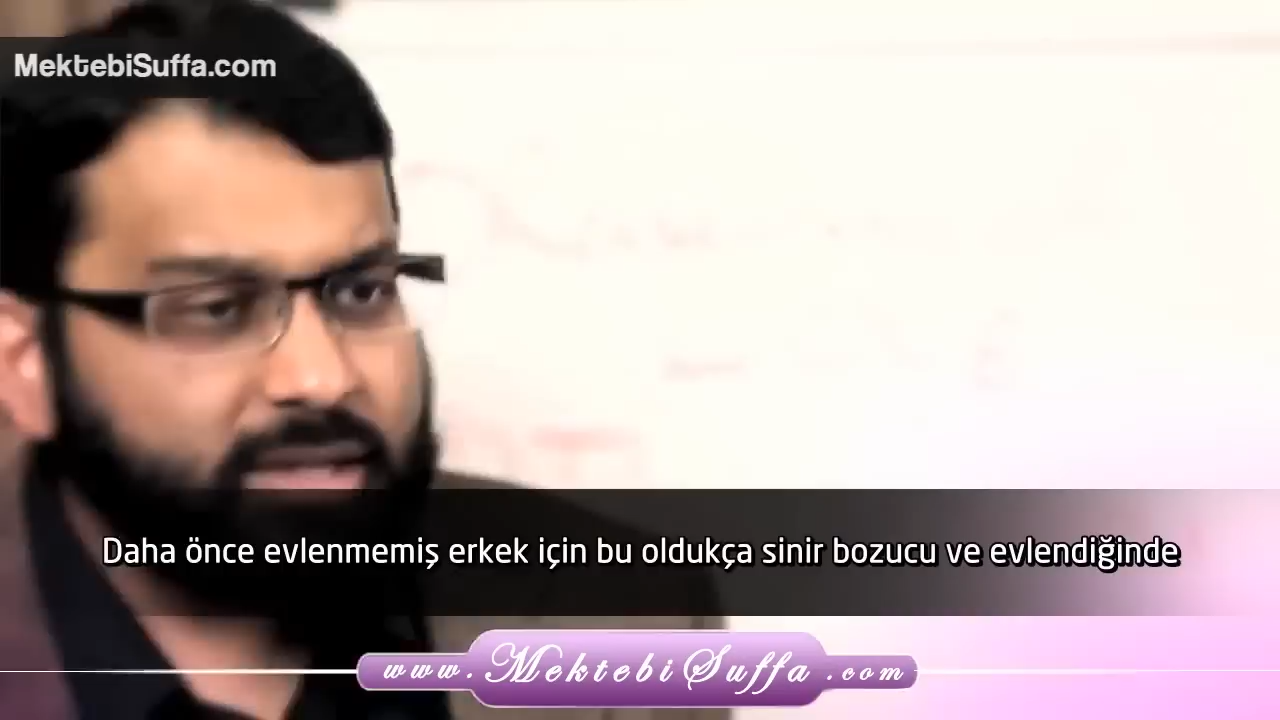 MektebiSuffa.com
Daha önce evlenmemiş erkek için bu oldukça sinir bozucu ve evlendiğinde
www.MektebiSuffa.com